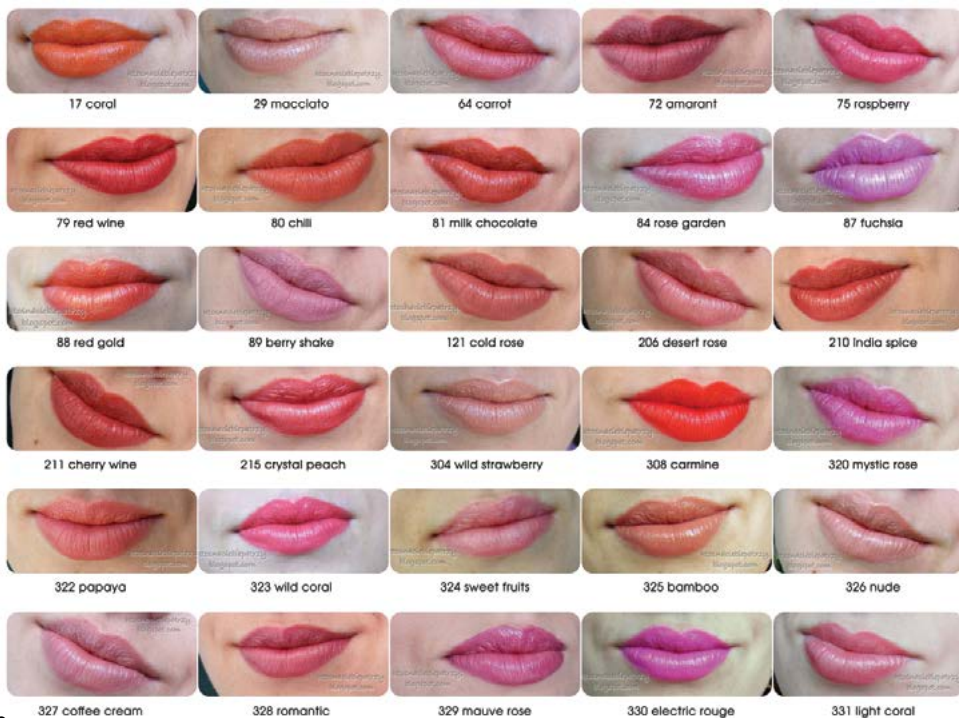 17 coral
29 macciato
64 carrot
72 amarant
75 raspberry
79 red wine
80 chili
81 milk chocolate
84 rose garden
87 fuchsia
88 red gold
89 berry shake
121 cold rose
206 desert rose
210 india spice
211 cherry wine
215 crystal peach
304 wild strawberry
308 carmine
320 mystic rose
322 papaya
323 wild coral
324 sweet fruits
325 bamboo
326 nude
327 coffee cream
328 romantic
329 mauve rose
330 electric rouge
331 light coral